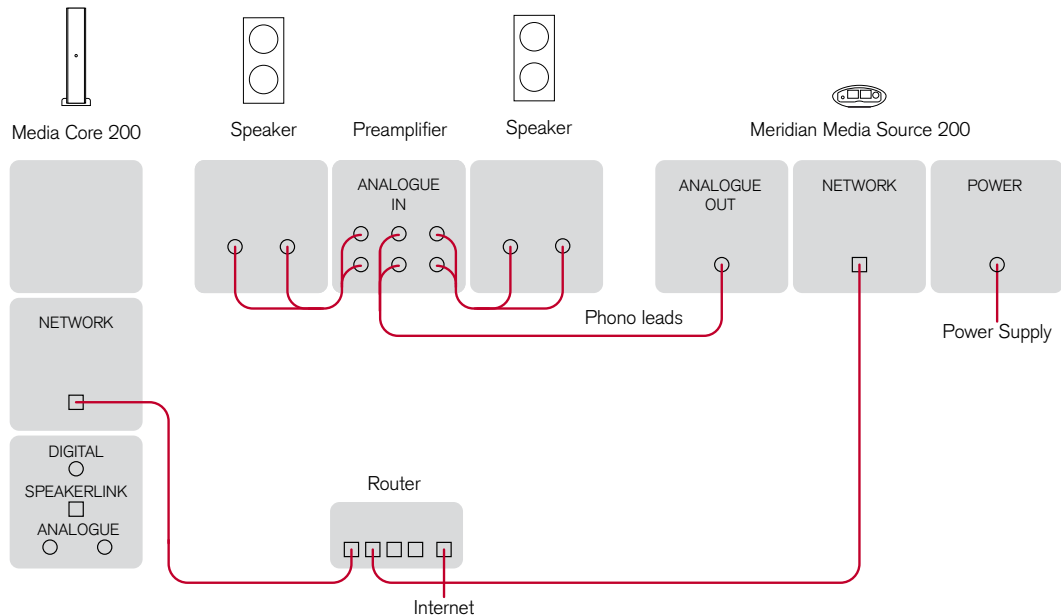 Media Core 200
Speaker
Preamplifier
Speaker
Meridian Media Source 200
ANALOGUE
IN
ANALOGUE
OUT
NETWORK
POWER
Phono leads
Power Supply
NETWORK
DIGITAL
SPEAKERLINK
ANALOGUE
Router
Internet